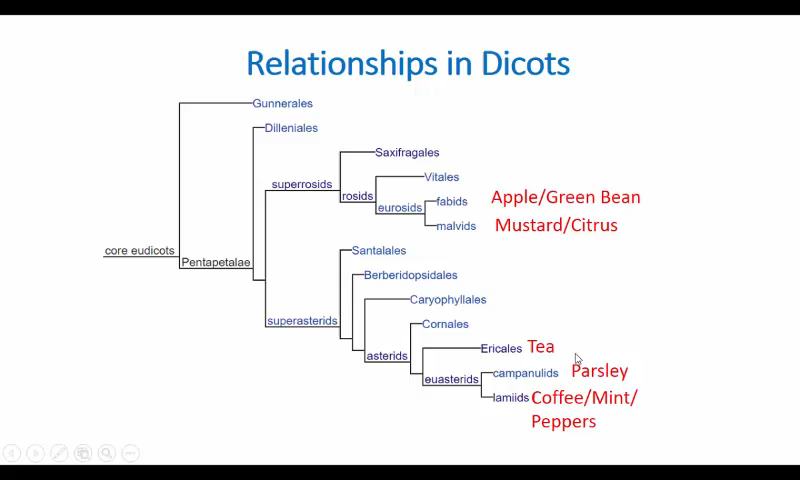 Relationships in Dicots
Gunnerales
Dilleniales
Saxifragales
Vitales
superrosids
rosids
fabids
Apple/Green Bean
eurosids
malvids
Mustard/Citrus
core eudicots
Santalales
Pentapetalae
Berberidopsidales
Caryophyllales
superasterids
Cornales
Ericales
Tea
asterids
campanulids
Parsley
euasterids
lamiids
Coffee/Mint/
Peppers